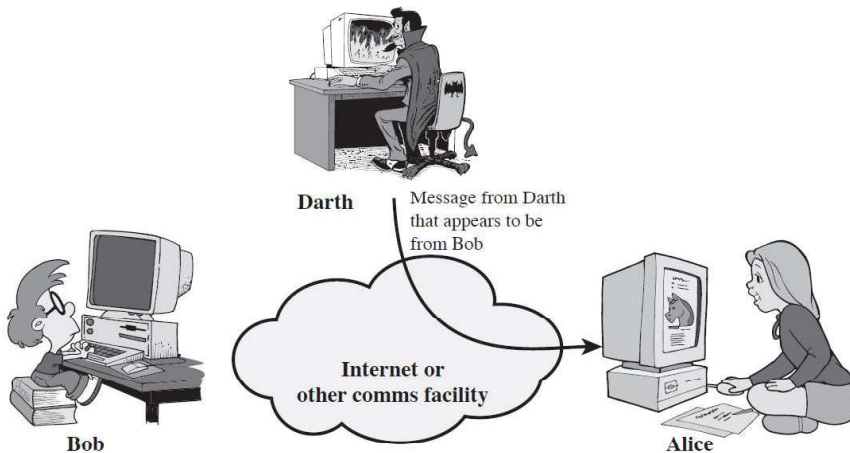 Darth
Message from Darth
that appears to be
from Bob
Internet or
other comms facility
Bob
Alice